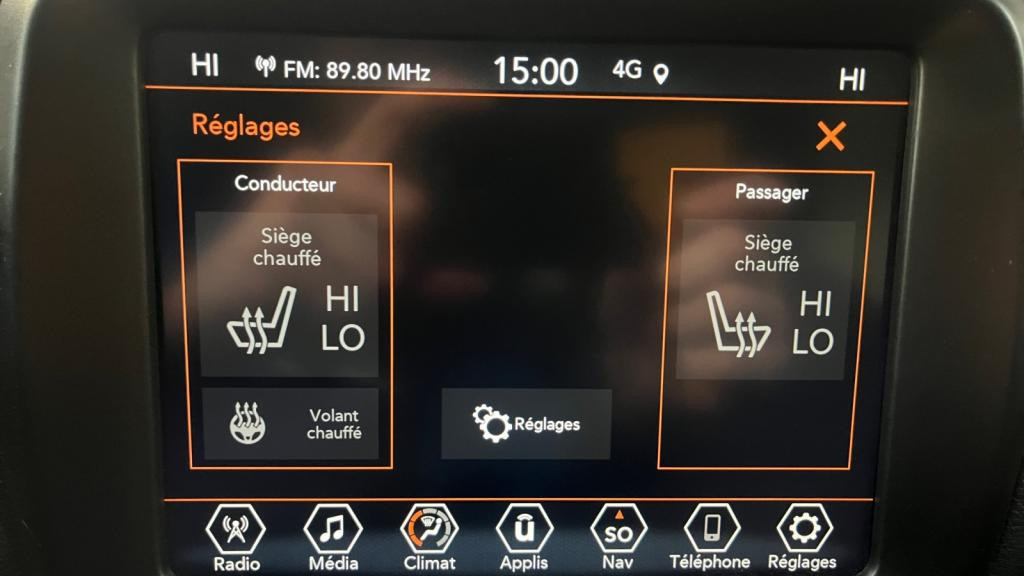 HI FM: 89.80 MHz 15:00 4G HI
Réglages
Conducteur
Siège
chauffé
HI
LO
Volant
chauffé
Réglages
Passager
Siège
chauffé
HI
LO
Radio
Média
Climat
û
Applis
SO
Nav
Téléphone
Réglages